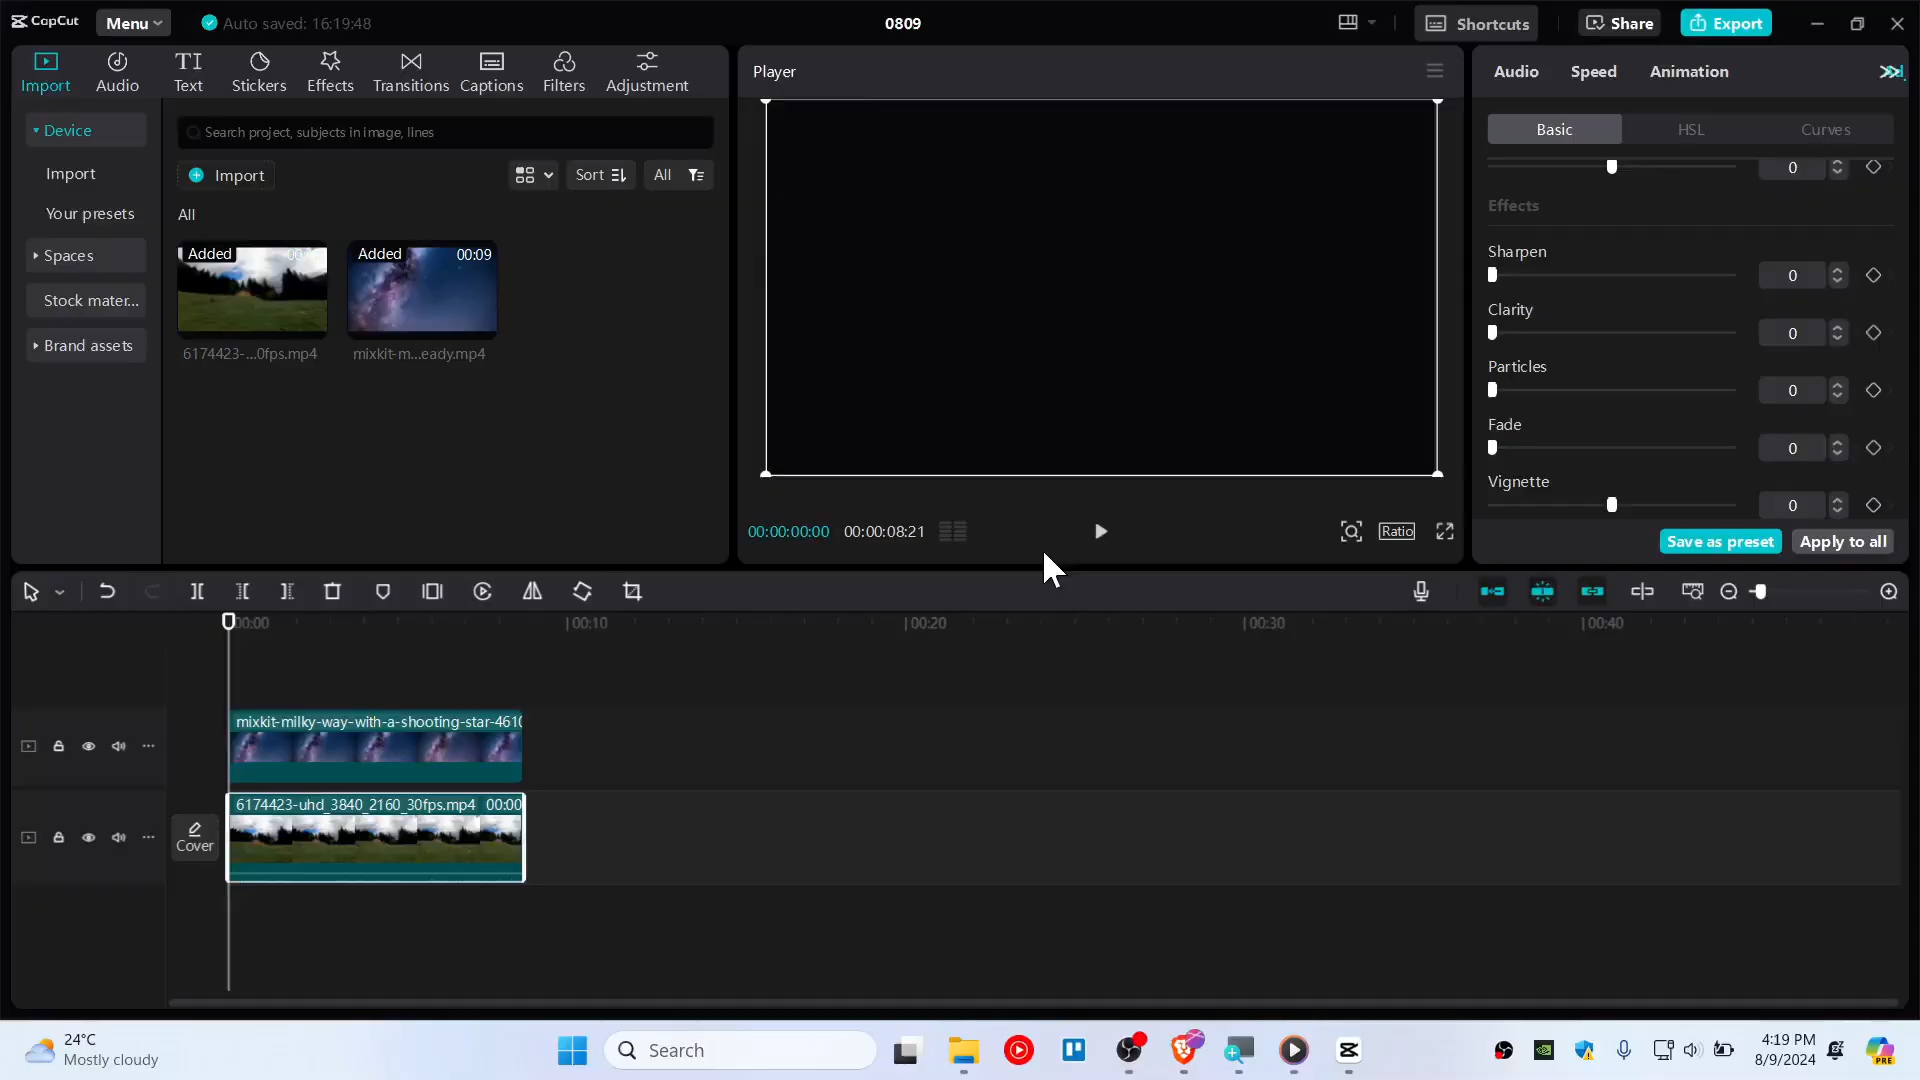 CapCut
Menu
Auto saved: 16:19:48
0809
Shortcuts
Share
Export
Import
Audio
Text
Stickers
Effects
Transitions
Captions
Filters
Adjustment
Device
Import
Your presets
Spaces
Stock mater...
Brand assets
Search project, subjects in image, lines
Import
Sort
All
All
Added
Added
00:09
6174423-...0fps.mp4
mixkit-m...eady.mp4
Player
00:00:00:00
00:00:08:21
Ratio
Audio
Speed
Animation
Basic
HSL
Curves
0
Effects
Sharpen
0
Clarity
0
Particles
0
Fade
0
Vignette
0
Save as preset
Apply to all
00:00
00:10
00:20
00:30
00:40
mixkit-milky-way-with-a-shooting-star-4610
6174423-uhd_3840_2160_30fps.mp4 00:00
Cover
24°C
Mostly cloudy
Search
4:19 PM
8/9/2024
PRE